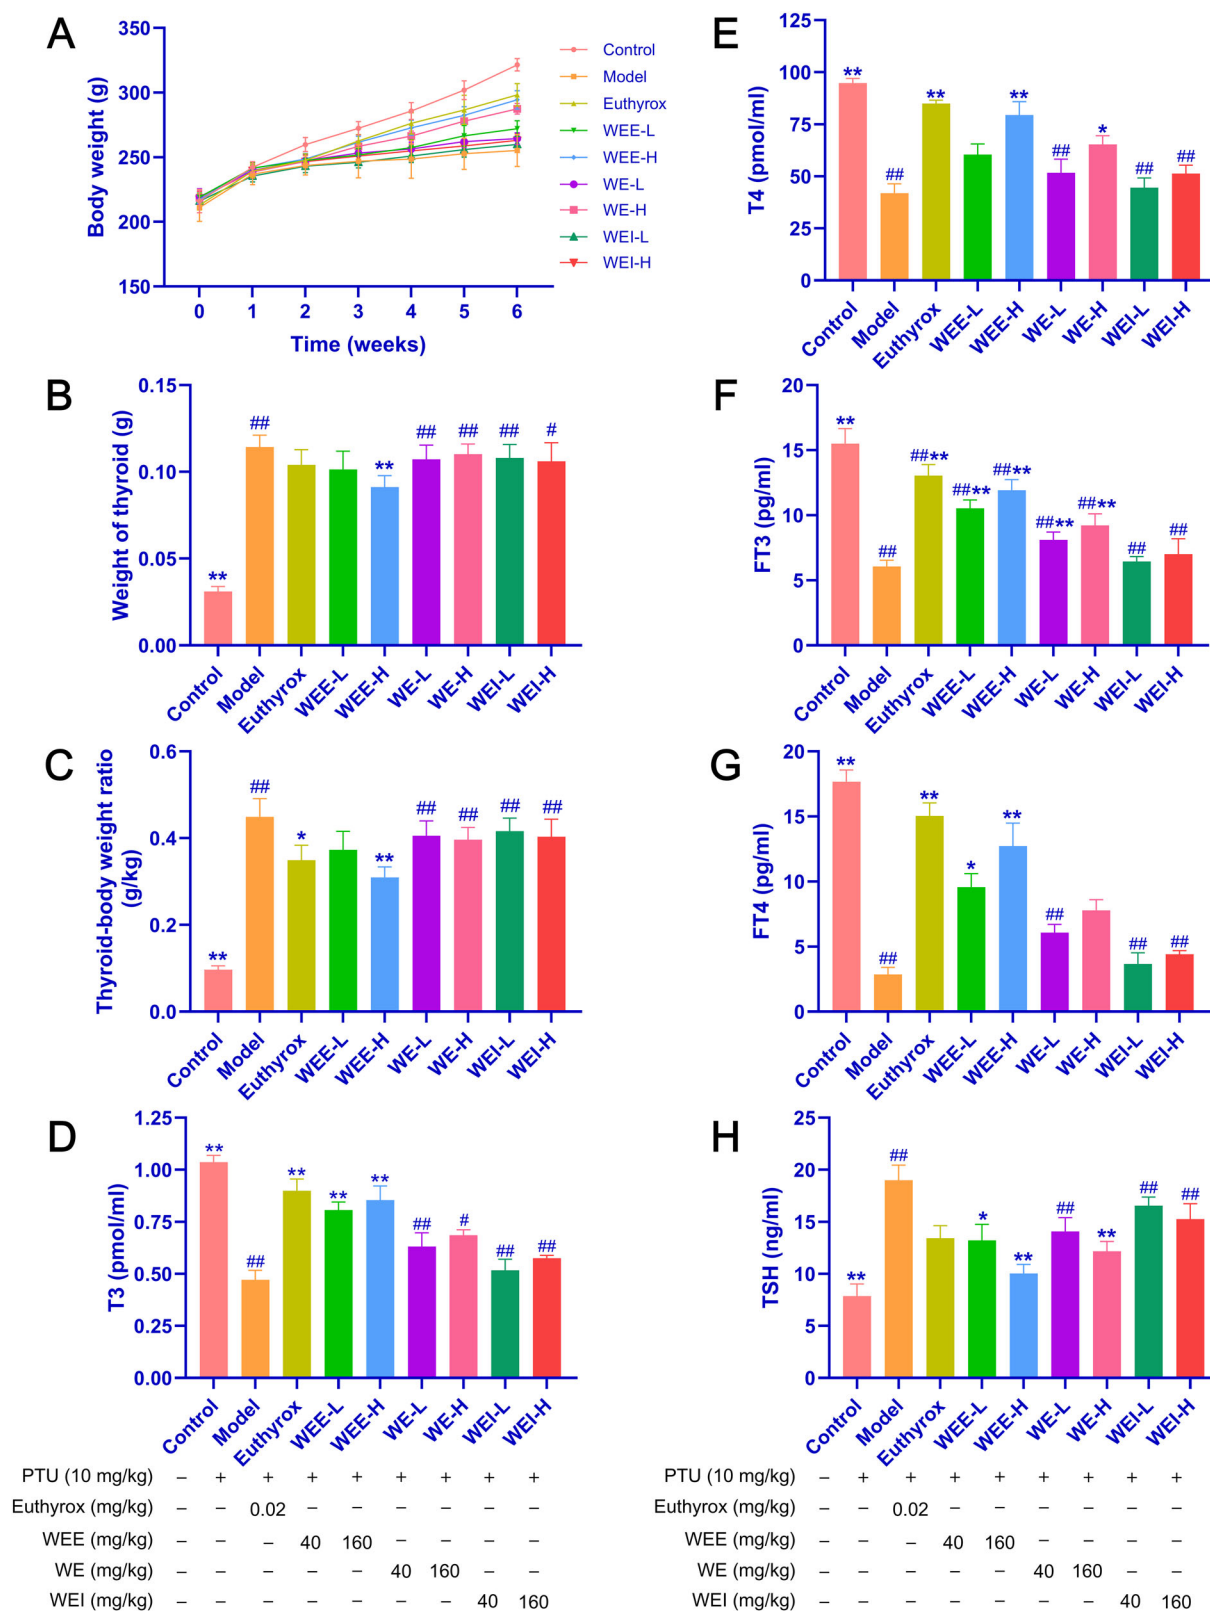 A
350
300
250
200
150
Body weight (g)
0 1 2 3 4 5 6
Time (weeks)
Control
Model
Euthyrox
WEE-L
WEE-H
WE-L
WE-H
WEI-L
WEI-H
E
125
100
75
50
25
0
T4 (pmol/ml)
** ## ** ** ## * ## ##
Control Model Euthyrox WEE-L WEE-H WE-L WE-H WEI-L WEI-H
B
0.15
0.10
0.05
0.00
Weight of thyroid (g)
** ## ** ## ## ## #
Control Model Euthyrox WEE-L WEE-H WE-L WE-H WEI-L WEI-H
F
20
15
10
5
0
FT3 (pg/ml)
** ## ##** ##** ##** ##** ##** ## ##
Control Model Euthyrox WEE-L WEE-H WE-L WE-H WEI-L WEI-H
C
0.6
0.4
0.2
0.0
Thyroid-body weight ratio
(g/kg)
** ## * ** ## ## ## ##
Control Model Euthyrox WEE-L WEE-H WE-L WE-H WEI-L WEI-H
G
20
15
10
5
0
FT4 (pg/ml)
** ## ** * ** ## ## ##
Control Model Euthyrox WEE-L WEE-H WE-L WE-H WEI-L WEI-H
D
1.25
1.00
0.75
0.50
0.25
0.00
T3 (pmol/ml)
** ## ** ** ** ## # ## ##
Control Model Euthyrox WEE-L WEE-H WE-L WE-H WEI-L WEI-H
PTU (10 mg/kg) – + + + + + + + +
Euthyrox (mg/kg) – – 0.02 – – – – – –
WEE (mg/kg) – – – 40 160 – – – –
WE (mg/kg) – – – – – 40 160 – –
WEI (mg/kg) – – – – – – – 40 160
H
25
20
15
10
5
0
TSH (ng/ml)
** ## * ** ## ** ## ##
Control Model Euthyrox WEE-L WEE-H WE-L WE-H WEI-L WEI-H
PTU (10 mg/kg) – + + + + + + + +
Euthyrox (mg/kg) – – 0.02 – – – – – –
WEE (mg/kg) – – – 40 160 – – – –
WE (mg/kg) – – – – – 40 160 – –
WEI (mg/kg) – – – – – – – 40 160